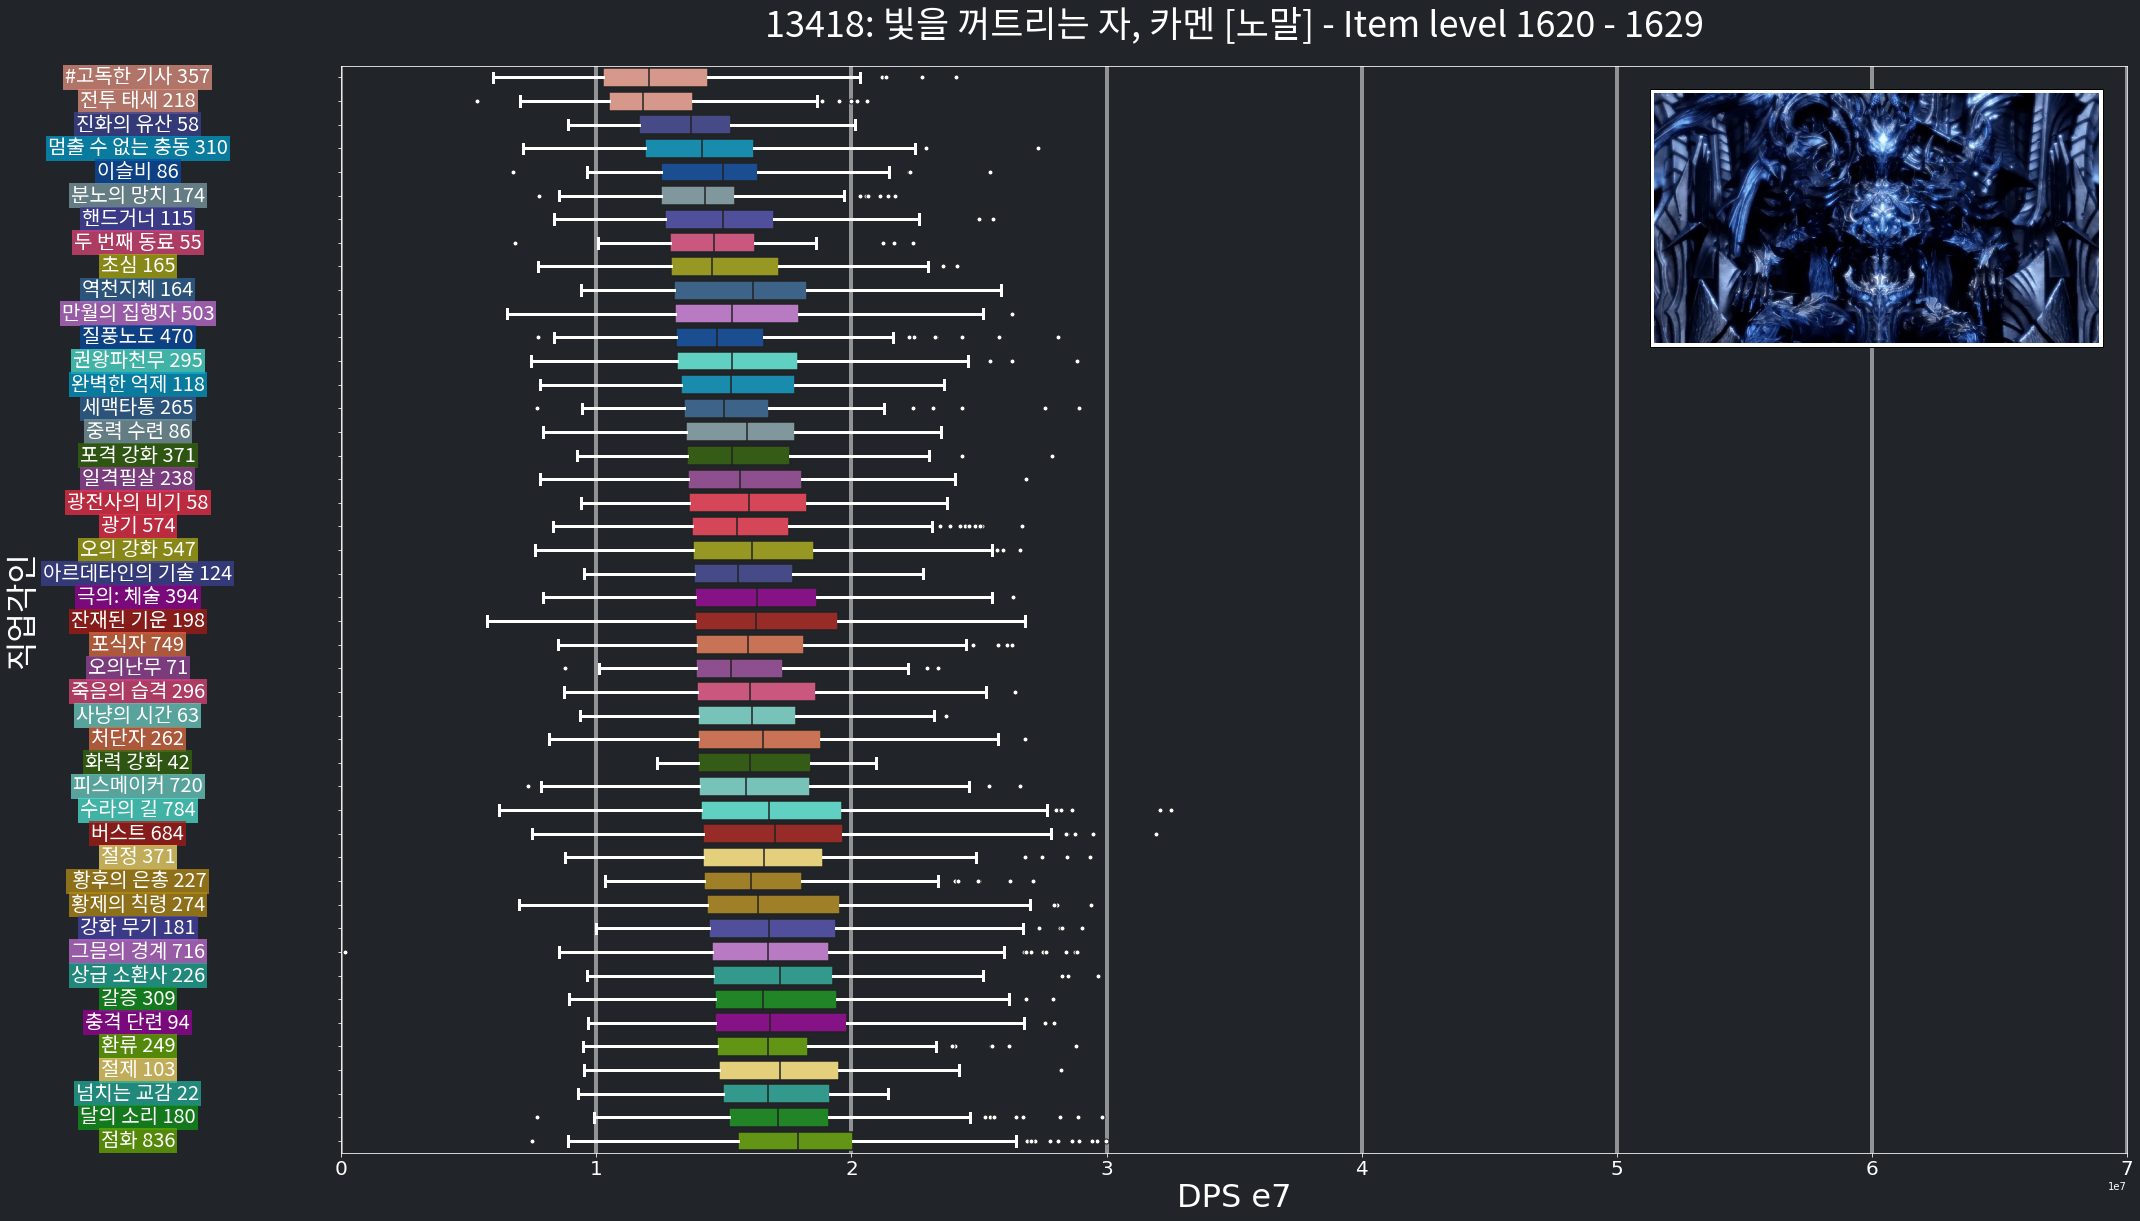 13418: 빛을 꺼트리는 자, 카멘 [노말] - Item level 1620 - 1629
#고독한 기사 357
전투 태세 218
진화의 유산 58
멈출 수 없는 충동 310
이슬비 86
분노의 망치 174
핸드거너 115
두 번째 동료 55
초심 165
역천지체 164
만월의 집행자 503
질풍노도 470
권왕파천무 295
완벽한 억제 118
세맥타통 265
중력 수련 86
포격 강화 371
일격필살 238
광전사의 비기 58
광기 574
오의 강화 547
아르데타인의 기술 124
극의: 체술 394
잔재된 기운 198
포식자 749
오의난무 71
죽음의 습격 296
사냥의 시간 63
처단자 262
화력 강화 42
피스메이커 720
수라의 길 784
버스트 684
절정 371
황후의 은총 227
황제의 칙령 274
강화 무기 181
그믐의 경계 716
상급 소환사 226
갈증 309
충격 단련 94
환류 249
절제 103
넘치는 교감 22
달의 소리 180
점화 836
직업각인
0 1 2 3 4 5 6 7
DPS e7
1e7